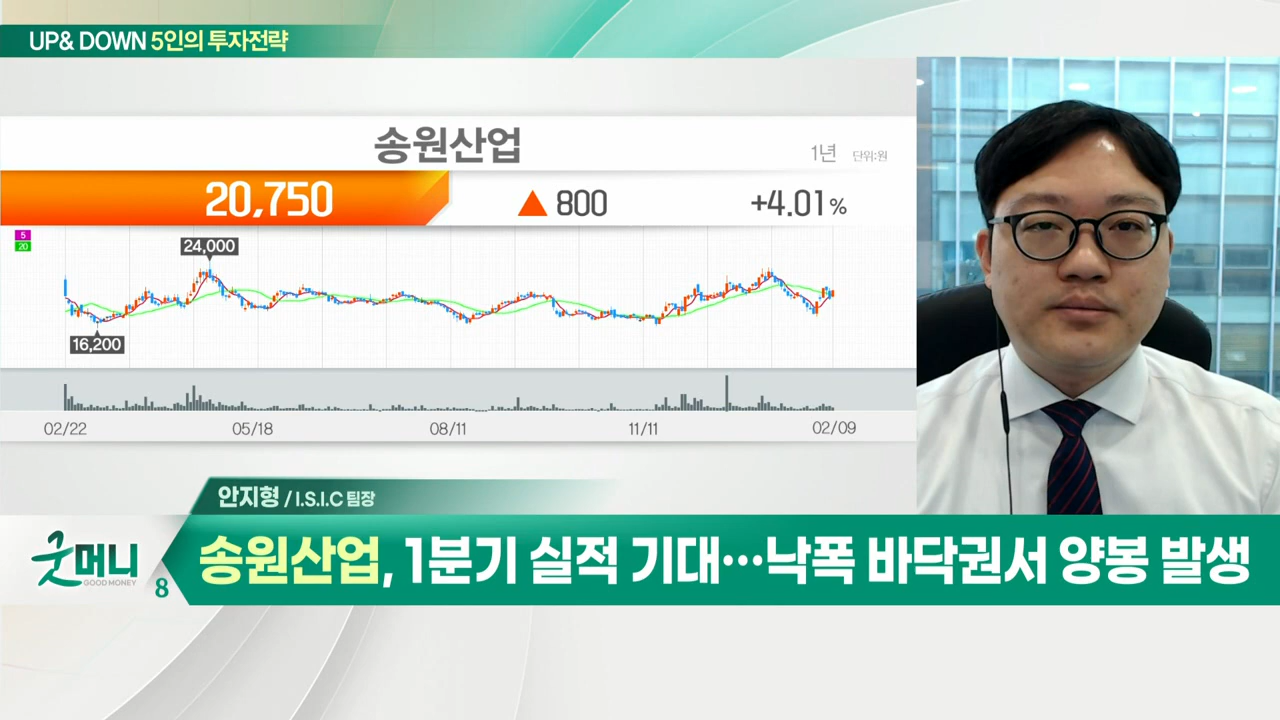 UP& DOWN 5인의 투자전략
송원산업
1년 단위:원
20,750 ▲ 800 +4.01%
5
20
24,000
16,200
02/22 05/18 08/11 11/11 02/09
안지형 / I.S.I.C 팀장
굿머니
GOOD MONEY
8
송원산업, 1분기 실적 기대…낙폭 바닥권서 양봉 발생